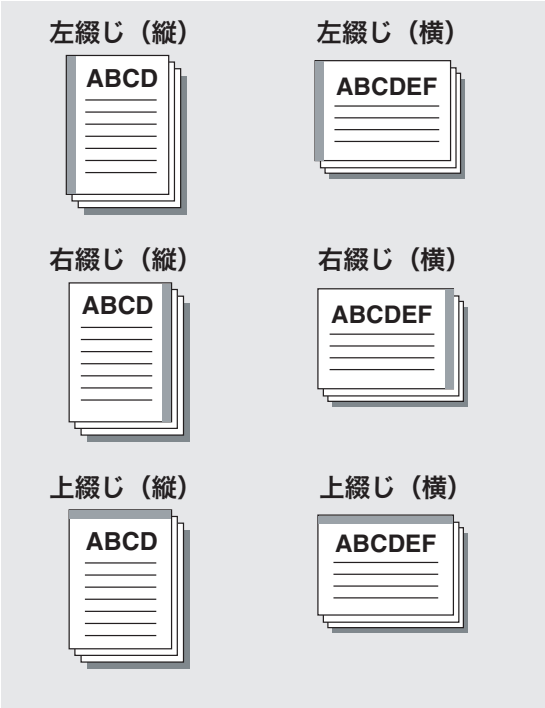 左綴じ（縦）
左綴じ（横）
ABCD
ABCDEF
右綴じ（縦）
右綴じ（横）
ABCD
ABCDEF
上綴じ（縦）
上綴じ（横）
ABCD
ABCDEF